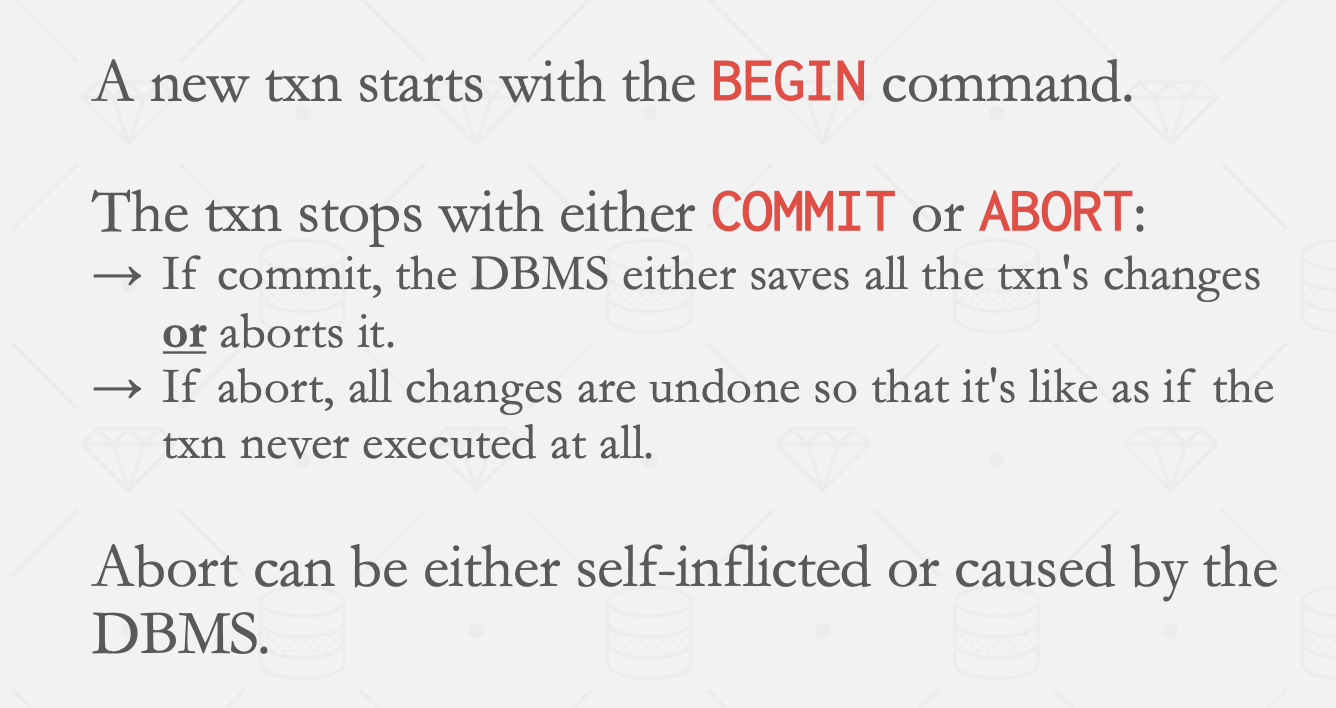 A new txn starts with the BEGIN command.
The txn stops with either COMMIT or ABORT:
→ If commit, the DBMS either saves all the txn's changes
or aborts it.
→ If abort, all changes are undone so that it's like as if the
txn never executed at all.
Abort can be either self-inflicted or caused by the
DBMS.